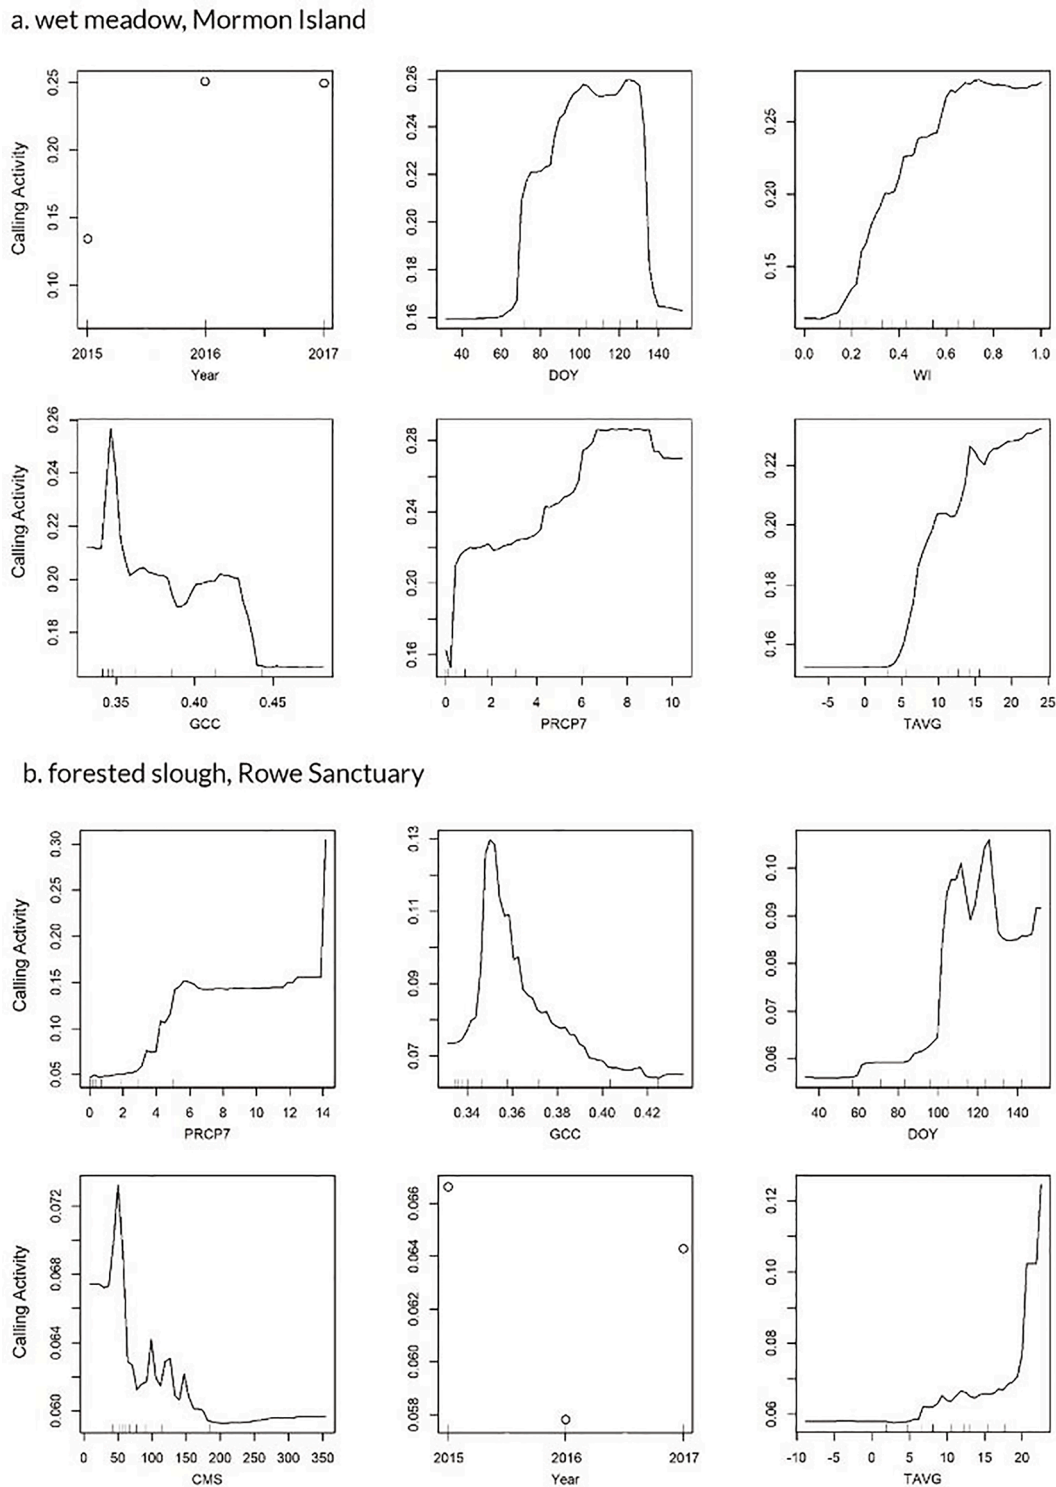 a. wet meadow, Mormon Island
Calling Activity
0.10 0.15 0.20 0.25
2015 2016 2017
Year
0.16 0.18 0.20 0.22 0.24 0.26
40 60 80 100 120 140
DOY
0.15 0.20 0.25
0.0 0.2 0.4 0.6 0.8 1.0
WI
Calling Activity
0.18 0.20 0.22 0.24 0.26
0.35 0.40 0.45
GCC
0.16 0.20 0.24 0.28
0 2 4 6 8 10
PRCP7
0.16 0.18 0.20 0.22
-5 0 5 10 15 20 25
TAVG
b. forested slough, Rowe Sanctuary
Calling Activity
0.05 0.10 0.15 0.20 0.25 0.30
0 2 4 6 8 10 12 14
PRCP7
0.07 0.09 0.11 0.13
0.34 0.36 0.38 0.40 0.42
GCC
0.06 0.07 0.08 0.09 0.10
40 60 80 100 120 140
DOY
Calling Activity
0.060 0.064 0.068 0.072
0 50 100 150 200 250 300 350
CMS
0.058 0.060 0.062 0.064 0.066
2015 2016 2017
Year
0.06 0.08 0.10 0.12
-10 -5 0 5 10 15 20
TAVG